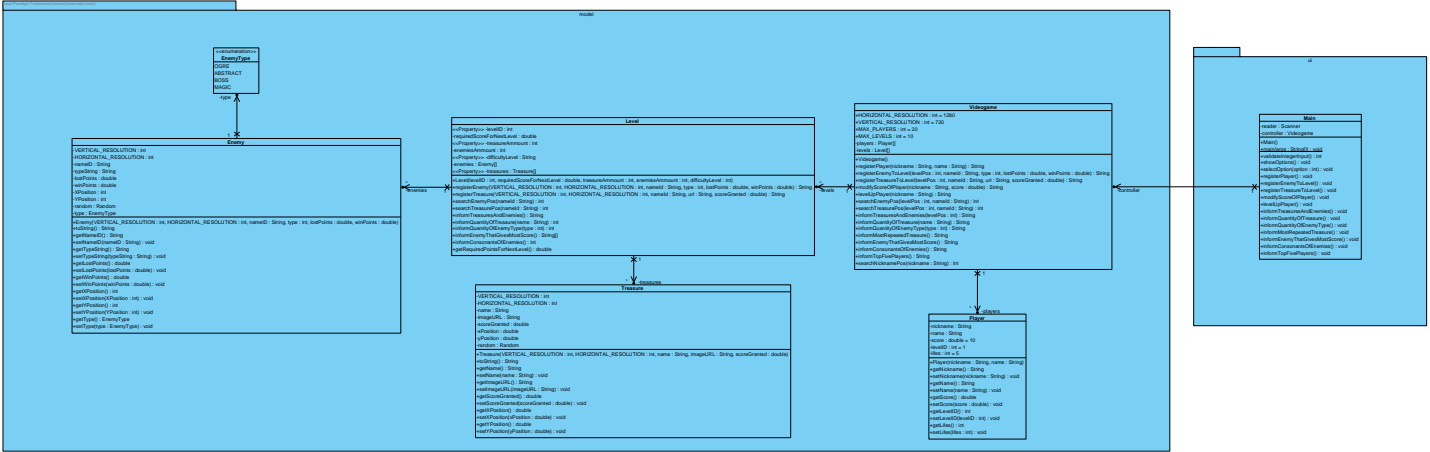 model
<<enumeration>>
EnemyType
OGRE
ABSTRACT
BOSS
MAGIC
-type
1
Enemy
-VERTICAL_RESOLUTION : int
-HORIZONTAL_RESOLUTION : int
-nameID : String
-typeString : String
-lostPoints : double
-winPoints : double
-XPosition : int
-YPosition : int
-random : Random
-type : EnemyType
+Enemy(VERTICAL_RESOLUTION : int, HORIZONTAL_RESOLUTION : int, nameID : String, type : int, lostPoints : double, winPoints : double)
+toString() : String
+getNameID() : String
+setNameID(nameID : String) : void
+getTypeString() : String
+setTypeString(typeString : String) : void
+getLostPoints() : double
+setLostPoints(lostPoints : double) : void
+getWinPoints() : double
+setWinPoints(winPoints : double) : void
+getXPosition() : int
+setXPosition(XPosition : int) : void
+getYPosition() : int
+setYPosition(YPosition : int) : void
+getType() : EnemyType
+setType(type : EnemyType) : void
-enemies
Level
<<Property>> -levelID : int
-requiredScoreForNextLevel : double
<<Property>> -treasureAmmount : int
-enemiesAmmount : int
<<Property>> -difficultyLevel : String
-enemies : Enemy[]
<<Property>> -treasures : Treasure[]
+Level(levelID : int, requiredScoreForNextLevel : double, treasureAmmount : int, enemiesAmmount : int, difficultyLevel : int)
+registerEnemy(VERTICAL_RESOLUTION : int, HORIZONTAL_RESOLUTION : int, nameId : String, type : int, lostPoints : double, winPoints : double) : String
+registerTreasure(VERTICAL_RESOLUTION : int, HORIZONTAL_RESOLUTION : int, nameId : String, url : String, scoreGranted : double) : String
+searchEnemyPos(nameId : String) : int
+searchTreasurePos(nameId : String) : int
+informTreasuresAndEnemies() : String
+informQuantityOfTreasure(name : String) : int
+informQuantityOfEnemyType(type : int) : int
+informEnemyThatGivesMostScore() : String[]
+informConsonantsOfEnemies() : int
+getRequiredPointsForNextLevel() : double
1
-treasures
Treasure
-VERTICAL_RESOLUTION : int
-HORIZONTAL_RESOLUTION : int
-name : String
-imageURL : String
-scoreGranted : double
-xPosition : double
-yPosition : double
-random : Random
+Treasure(VERTICAL_RESOLUTION : int, HORIZONTAL_RESOLUTION : int, name : String, imageURL : String, scoreGranted : double)
+toString() : String
+getName() : String
+setName(name : String) : void
+getImageURL() : String
+setImageURL(imageURL : String) : void
+getScoreGranted() : double
+setScoreGranted(scoreGranted : double) : void
+getXPosition() : double
+setXPosition(xPosition : double) : void
+getYPosition() : double
+setYPosition(yPosition : double) : void
-levels
Videogame
+HORIZONTAL_RESOLUTION : int = 1280
+VERTICAL_RESOLUTION : int = 720
+MAX_PLAYERS : int = 20
+MAX_LEVELS : int = 10
-players : Player[]
-levels : Level[]
+Videogame()
+registerPlayer(nickname : String, name : String) : String
+registerEnemyToLevel(levelPos : int, nameId : String, type : int, lostPoints : double, winPoints : double) : String
+registerTreasureToLevel(levelPos : int, nameId : String, url : String, scoreGranted : double) : String
+modifyScoreOfPlayer(nickname : String, score : double) : String
+levelUpPlayer(nickname : String) : String
+searchEnemyPos(levelPos : int, nameId : String) : int
+searchTreasurePos(levelPos : int, nameId : String) : int
+informTreasuresAndEnemies(levelPos : int) : String
+informQuantityOfTreasure(name : String) : String
+informQuantityOfEnemyType(type : int) : String
+informMostRepeatedTreasure() : String
+informEnemyThatGivesMostScore() : String
+informConsonantsOfEnemies() : String
+informTopFivePlayers() : String
+searchNicknamePos(nickname : String) : int
1
-players
Player
-nickname : String
-name : String
-score : double = 10
-levelID : int = 1
-lifes : int = 5
+Player(nickname : String, name : String)
+getNickname() : String
+setNickname(nickname : String) : void
+getName() : String
+setName(name : String) : void
+getScore() : double
+setScore(score : double) : void
+getLevelID() : int
+setLevelID(levelID : int) : void
+getLifes() : int
+setLifes(lifes : int) : void
-controller
ui
Main
-reader : Scanner
-controller : Videogame
+Main()
+main(args : String[]) : void
+validateIntegerInput() : int
+showOptions() : void
+selectOption(option : int) : void
+registerPlayer() : void
+registerEnemyToLevel() : void
+registerTreasureToLevel() : void
+modifyScoreOfPlayer() : void
+levelUpPlayer() : void
+informTreasuresAndEnemies() : void
+informQuantityOfTreasure() : void
+informQuantityOfEnemyType() : void
+informMostRepeatedTreasure() : void
+informEnemyThatGivesMostScore() : void
+informConsonantsOfEnemies() : void
+informTopFivePlayers() : void